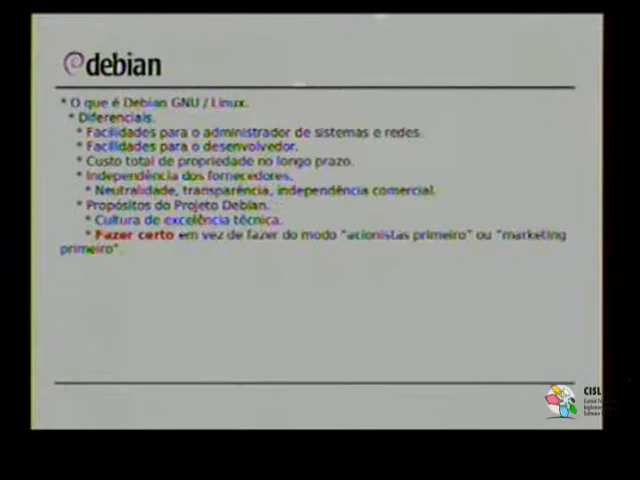 debian
* O que é Debian GNU / Linux.
* Diferenciais.
* Facilidades para o administrador de sistemas e redes.
* Facilidades para o desenvolvedor.
* Custo total de propriedade no longo prazo.
* Independência dos fornecedores.
* Neutralidade, transparência, independência comercial.
* Propósitos do Projeto Debian.
* Cultura de excelência técnica.
* Fazer certo em vez de fazer do modo "acionistas primeiro" ou "marketing
primeiro".
CISL